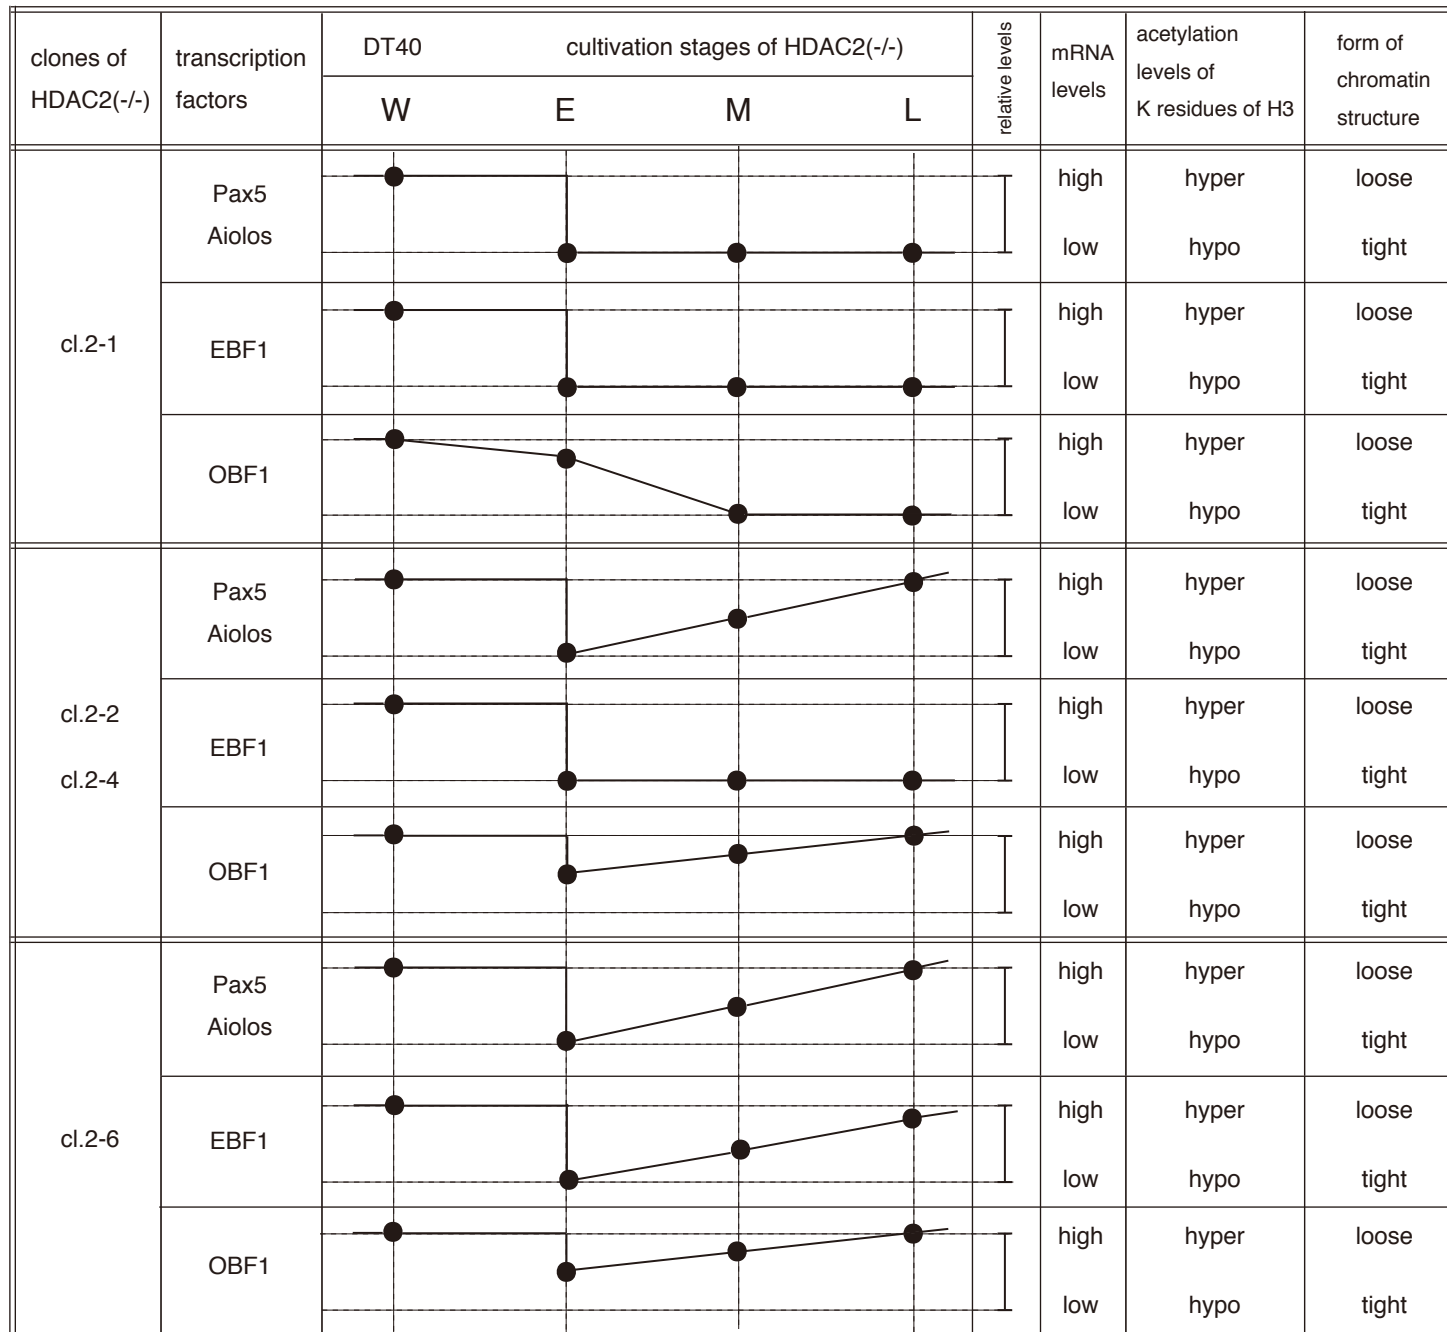 clones of
HDAC2(-/-)
transcription
factors
DT40
cultivation stages of HDAC2(-/-)
W
E
M
L
relative levels
mRNA
levels
acetylation
levels of
K residues of H3
form of
chromatin
structure
cl.2-1
Pax5
Aiolos
high
hyper
loose
low
hypo
tight
EBF1
high
hyper
loose
low
hypo
tight
OBF1
high
hyper
loose
low
hypo
tight
cl.2-2
cl.2-4
Pax5
Aiolos
high
hyper
loose
low
hypo
tight
EBF1
high
hyper
loose
low
hypo
tight
OBF1
high
hyper
loose
low
hypo
tight
cl.2-6
Pax5
Aiolos
high
hyper
loose
low
hypo
tight
EBF1
high
hyper
loose
low
hypo
tight
OBF1
high
hyper
loose
low
hypo
tight